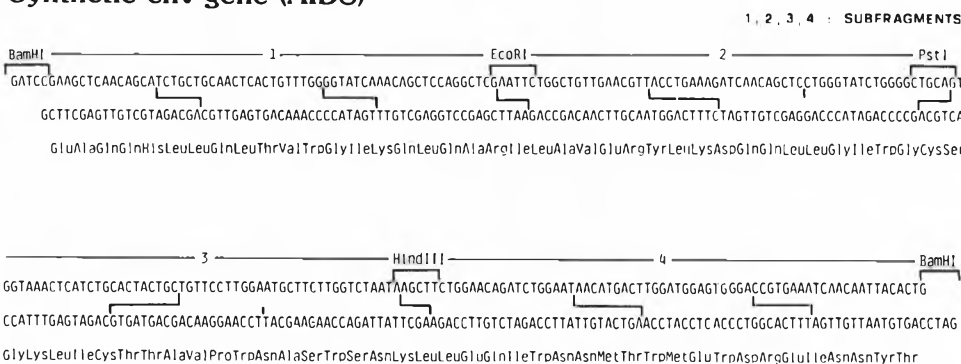 Synthetic env gene (AIDS)
1, 2, 3, 4 : SUBFRAGMENTS
BamHI 1 EcoRI 2 PstI
GATCCGAAGCTCAACAGCATCTGCTGCAACTCACTGTTTGGGGTATCAAACAGCTCCAGGCTCGAATTCTGGCTGTTGAACGTTACCTGAAAGATCAACAGCTCCTGGGTATCTGGGGCTGCAGT
GCTTCGAGTTGTCGTAGACGACGTTGAGTGACAAACCCCATAGTTTGTCGAGGTCCGAGCTTAAGACCGACAACTTGCAATGGACTTTCTAGTTGTCGAGGACCCATAGACCCCGACGTCA
GluAlaGlnGlnHisLeuLeuGlnLeuThrValTrpGlyIleLysGlnLeuGlnAlaArgIleLeuAlaValGluArgTyrLeuLysAspGlnGlnLeuLeuGlyIleTrpGlyCysSer
3 HindIII 4 BamHI
GGTAAACTCATCTGCACTACTGCTGTTCCTTGGAATGCTTCTTGGTCTAATAAGCTTCTGGAACAGATCTGGAATAACATGACTTGGATGGAGTGGGACCGTGAAATCAACAATTACACTG
CCATTTGAGTAGACGTGATGACGACAAGGAACCTTACGAAGAACCAGATTATTCGAAGACCTTGTCTAGACCTTATTGTACTGAACCTACCTCACCCTGGCACTTTAGTTGTTAATGTGACCTAG
GlyLysLeuIleCysThrThrAlaValProTrpAsnAlaSerTrpSerAsnLysLeuLeuGluGlnIleTrpAsnAsnMetThrTrpMetGluTrpAspArgGluIleAsnAsnTyrThr